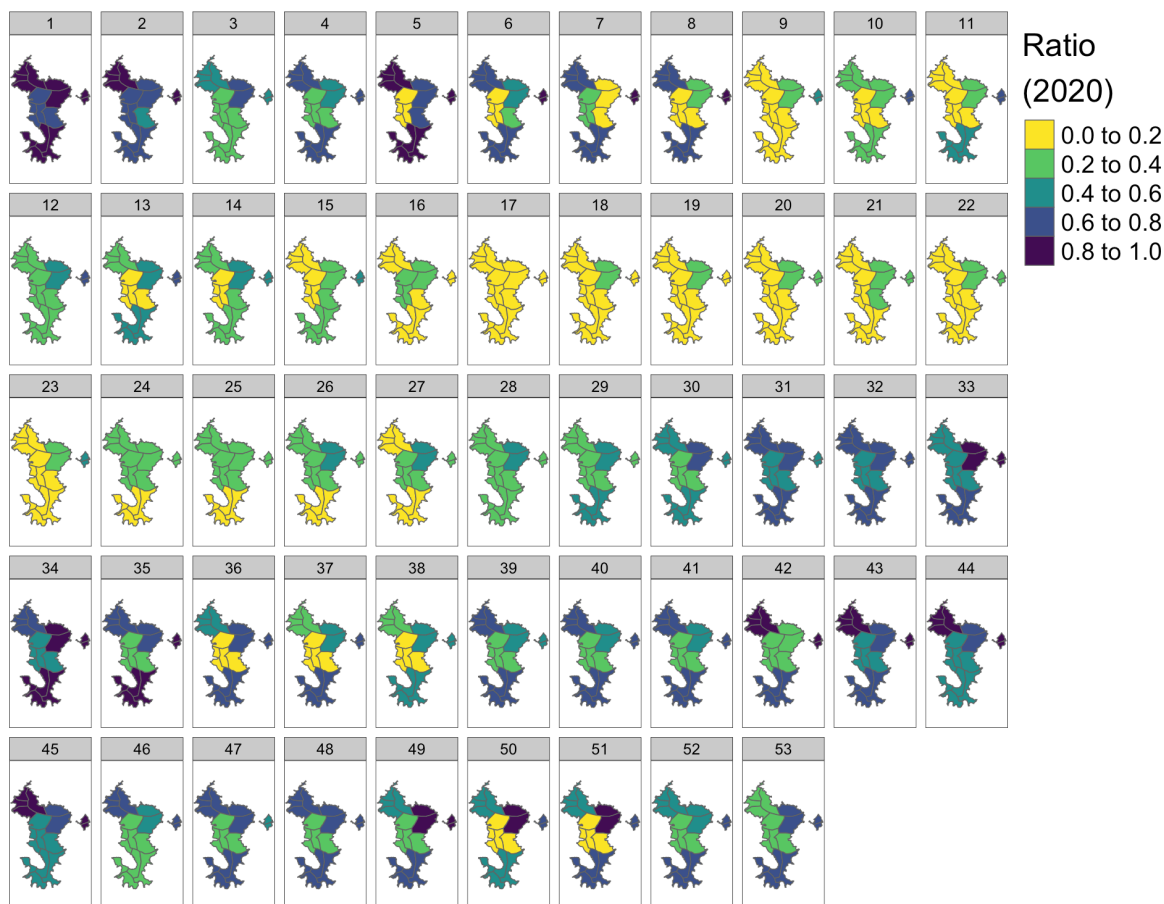 1 2 3 4 5 6 7 8 9 10 11
Ratio
(2020)
0.0 to 0.2
0.2 to 0.4
0.4 to 0.6
0.6 to 0.8
0.8 to 1.0
12 13 14 15 16 17 18 19 20 21 22
23 24 25 26 27 28 29 30 31 32 33
34 35 36 37 38 39 40 41 42 43 44
45 46 47 48 49 50 51 52 53